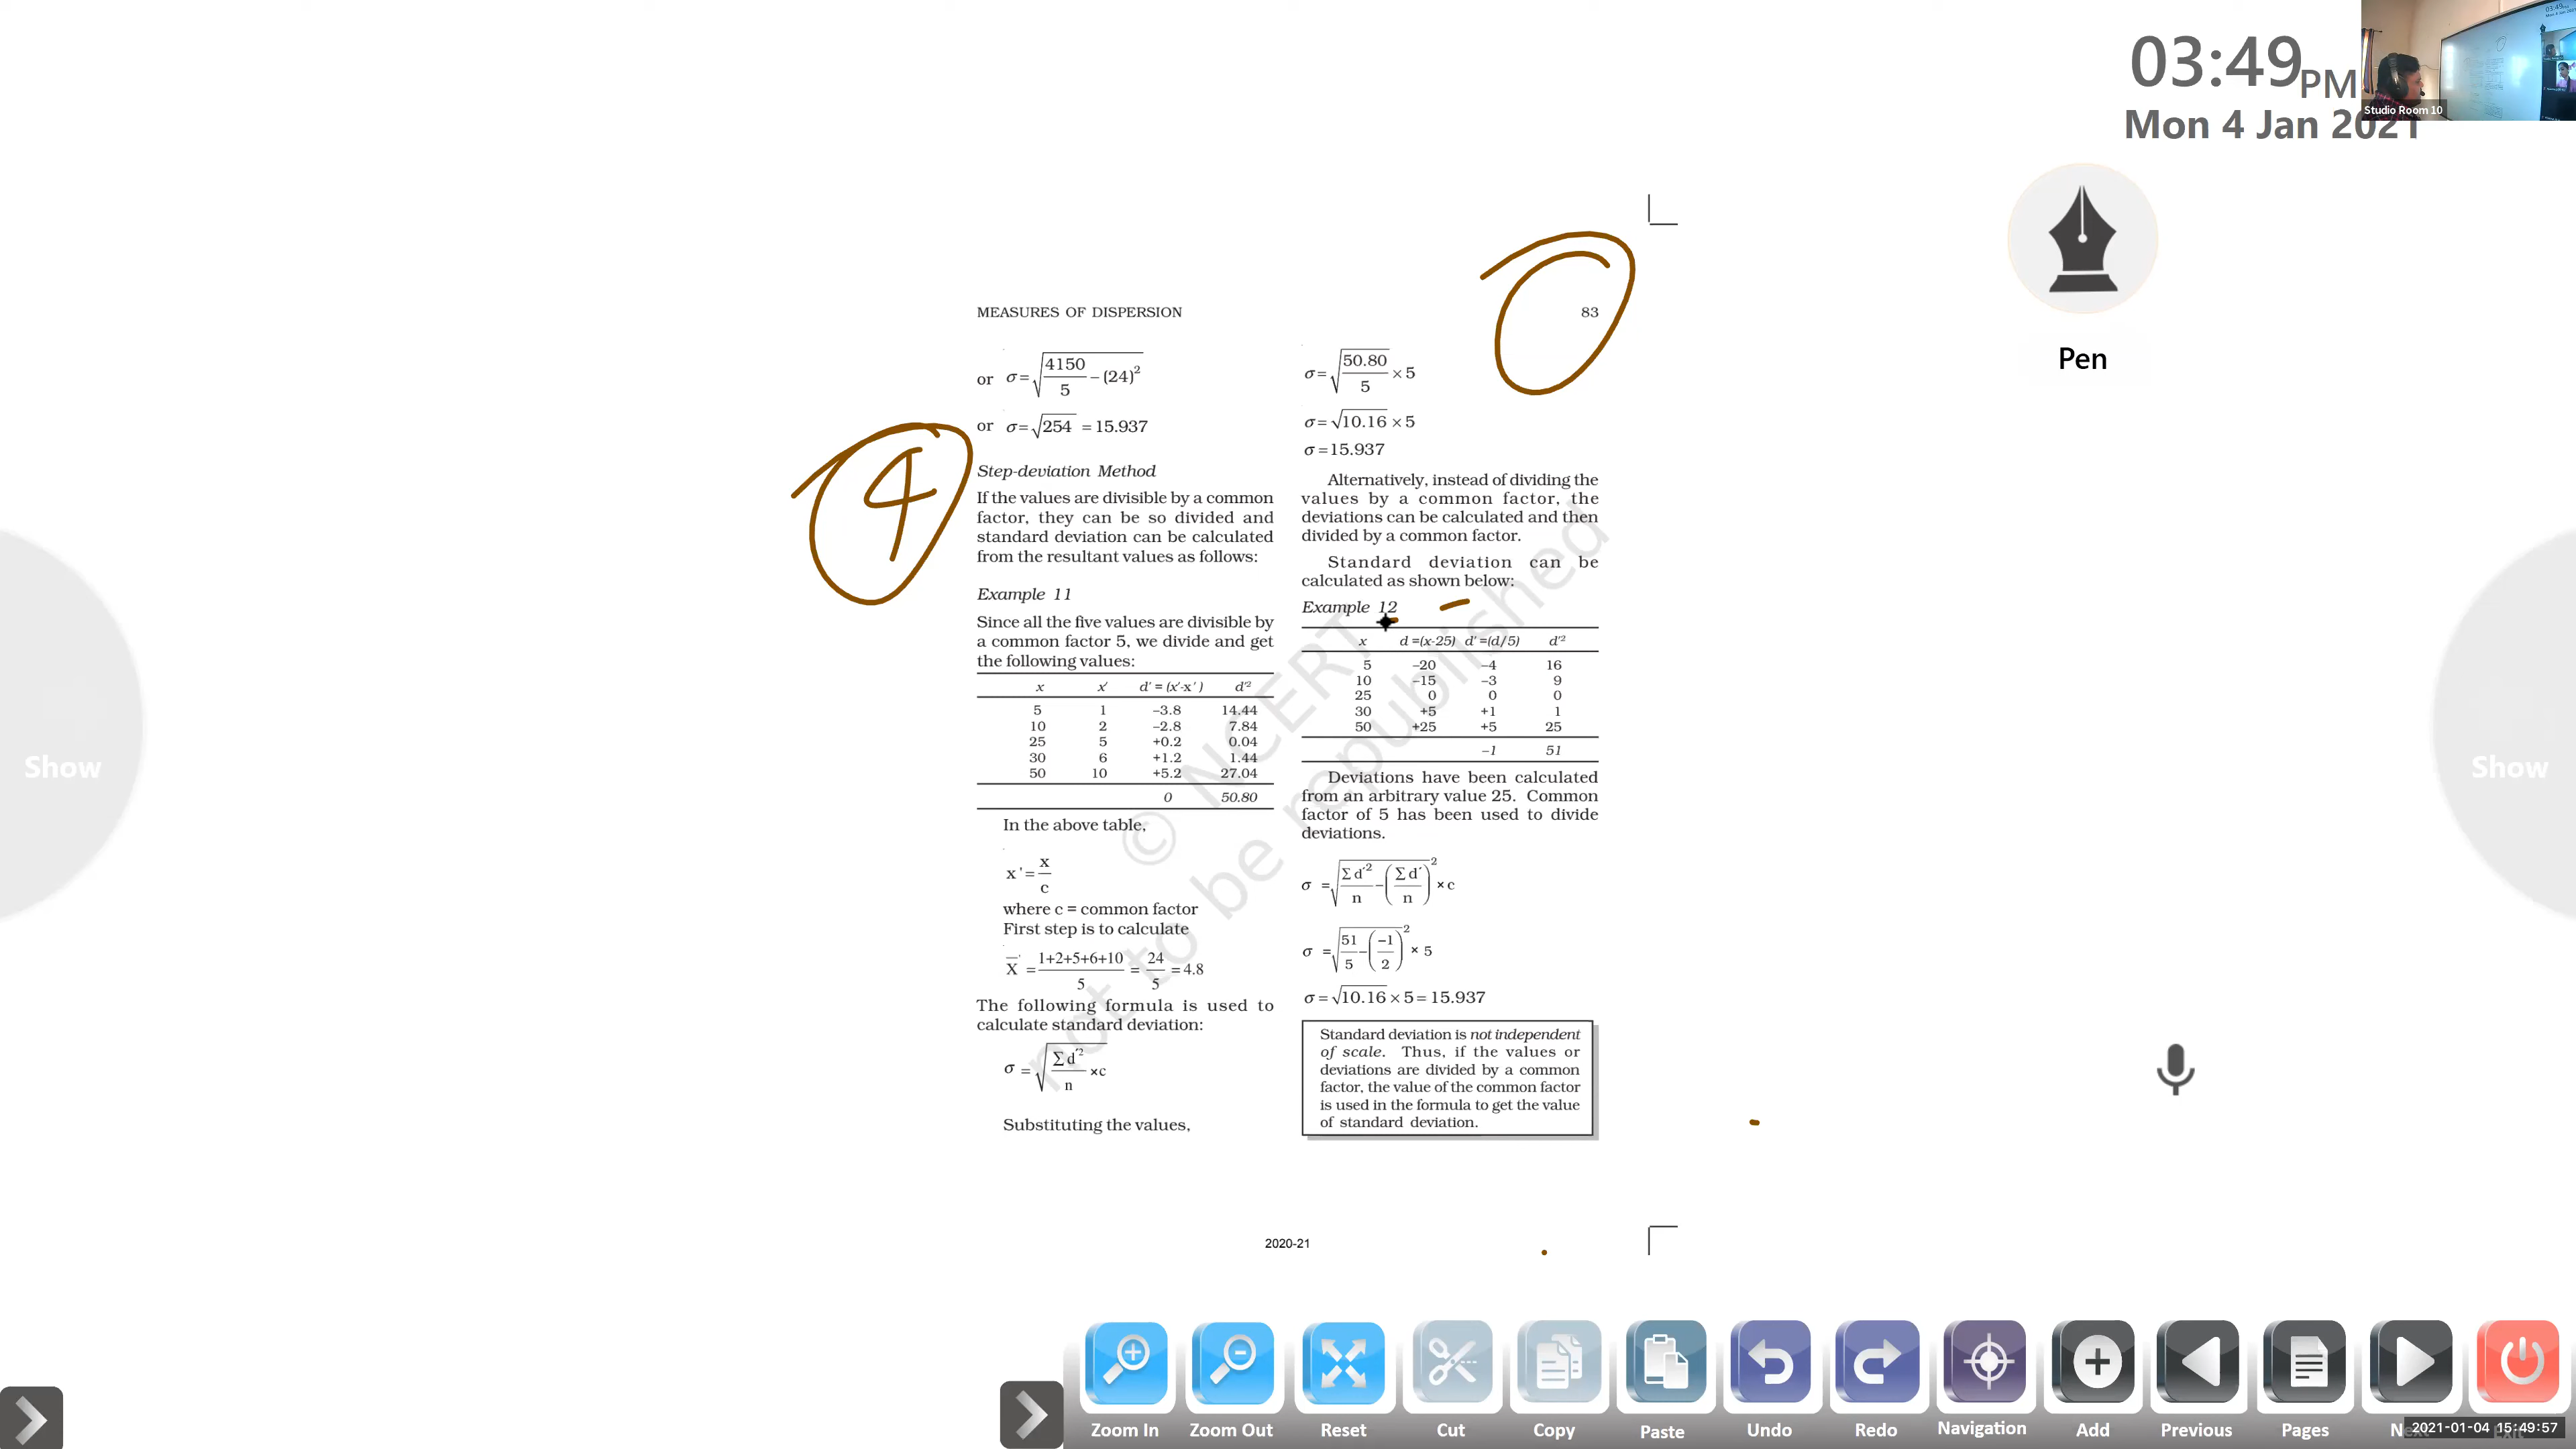 03:49 PM
Mon 4 Jan 2021
Studio Room 10
Pen
MEASURES OF DISPERSION
83
or σ = √(4150/5 − (24)²)
or σ = √254 = 15.937
4
Step-deviation Method
If the values are divisible by a common
factor, they can be so divided and
standard deviation can be calculated
from the resultant values as follows:
Example 11
Since all the five values are divisible by
a common factor 5, we divide and get
the following values:
x x′ d′ = (x′-x′ ) d′²
5 1 –3.8 14.44
10 2 –2.8 7.84
25 5 +0.2 0.04
30 6 +1.2 1.44
50 10 +5.2 27.04
0 50.80
In the above table,
x' = x/c
where c = common factor
First step is to calculate
X̄' = (1+2+5+6+10)/5 = 24/5 = 4.8
The following formula is used to
calculate standard deviation:
σ = √(Σd′²/n) ×c
Substituting the values,
σ = √(50.80/5) × 5
σ = √10.16 × 5
σ = 15.937
Alternatively, instead of dividing the
values by a common factor, the
deviations can be calculated and then
divided by a common factor.
Standard deviation can be
calculated as shown below:
Example 12
x d =(x-25) d' =(d/5) d'²
5 –20 –4 16
10 –15 –3 9
25 0 0 0
30 +5 +1 1
50 +25 +5 25
–1 51
Deviations have been calculated
from an arbitrary value 25. Common
factor of 5 has been used to divide
deviations.
σ = √(Σd′²/n − (Σd′/n)²) × c
σ = √(51/5 − (−1/2)²) × 5
σ = √10.16 × 5 = 15.937
Standard deviation is not independent
of scale. Thus, if the values or
deviations are divided by a common
factor, the value of the common factor
is used in the formula to get the value
of standard deviation.
© NCERT
not to be republished
2020-21
Show
Show
Zoom In Zoom Out Reset Cut Copy Paste Undo Redo Navigation Add Previous Pages
2021-01-04 15:49:57